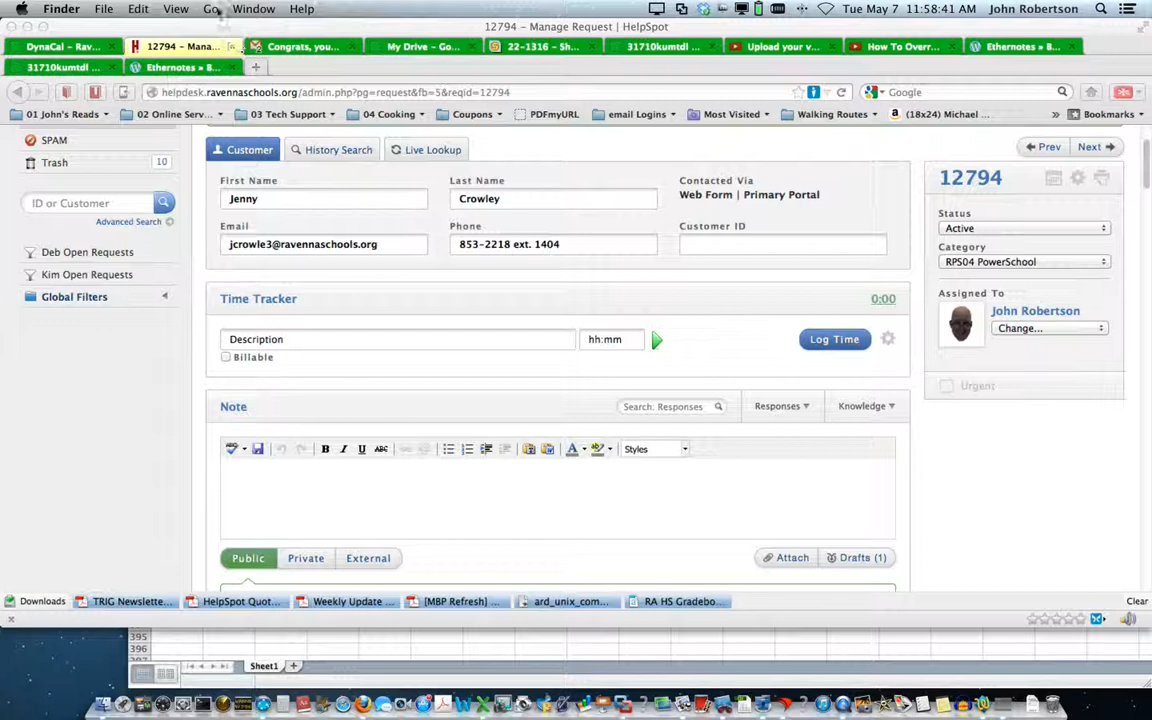 Finder File Edit View Go Window Help Tue May 7 11:58:41 AM John Robertson
12794 – Manage Request | HelpSpot
DynaCal - Rav... 12794 – Mana... Congrats, you... My Drive – Go... 22-1316 – Sh... 31710kumtdl ... Upload your v... How To Overr... Ethernotes » B...
31710kumtdl ... Ethernotes » B...
helpdesk.ravennaschools.org/admin.php?pg=request&fb=5&reqid=12794 Google
01 John's Reads 02 Online Serv... 03 Tech Support 04 Cooking Coupons PDFmyURL email Logins Most Visited Walking Routes (18x24) Michael ... » Bookmarks
SPAM
Trash 10
ID or Customer
Advanced Search
Deb Open Requests
Kim Open Requests
Global Filters
Customer History Search Live Lookup
First Name Last Name Contacted Via
Jenny Crowley Web Form | Primary Portal
Email Phone Customer ID
jcrowle3@ravennaschools.org 853-2218 ext. 1404
Time Tracker 0:00
Description hh:mm Log Time
Billable
Note Search: Responses Responses Knowledge
ABC B I U ABC A ab Styles
Public Private External Attach Drafts (1)
Prev Next
12794
Status
Active
Category
RPS04 PowerSchool
Assigned To
John Robertson
Change...
Urgent
Downloads TRIG Newslette... HelpSpot Quot... Weekly Update ... [MBP Refresh] ... ard_unix_com... RA HS Gradebo... Clear
395
396
Sheet1